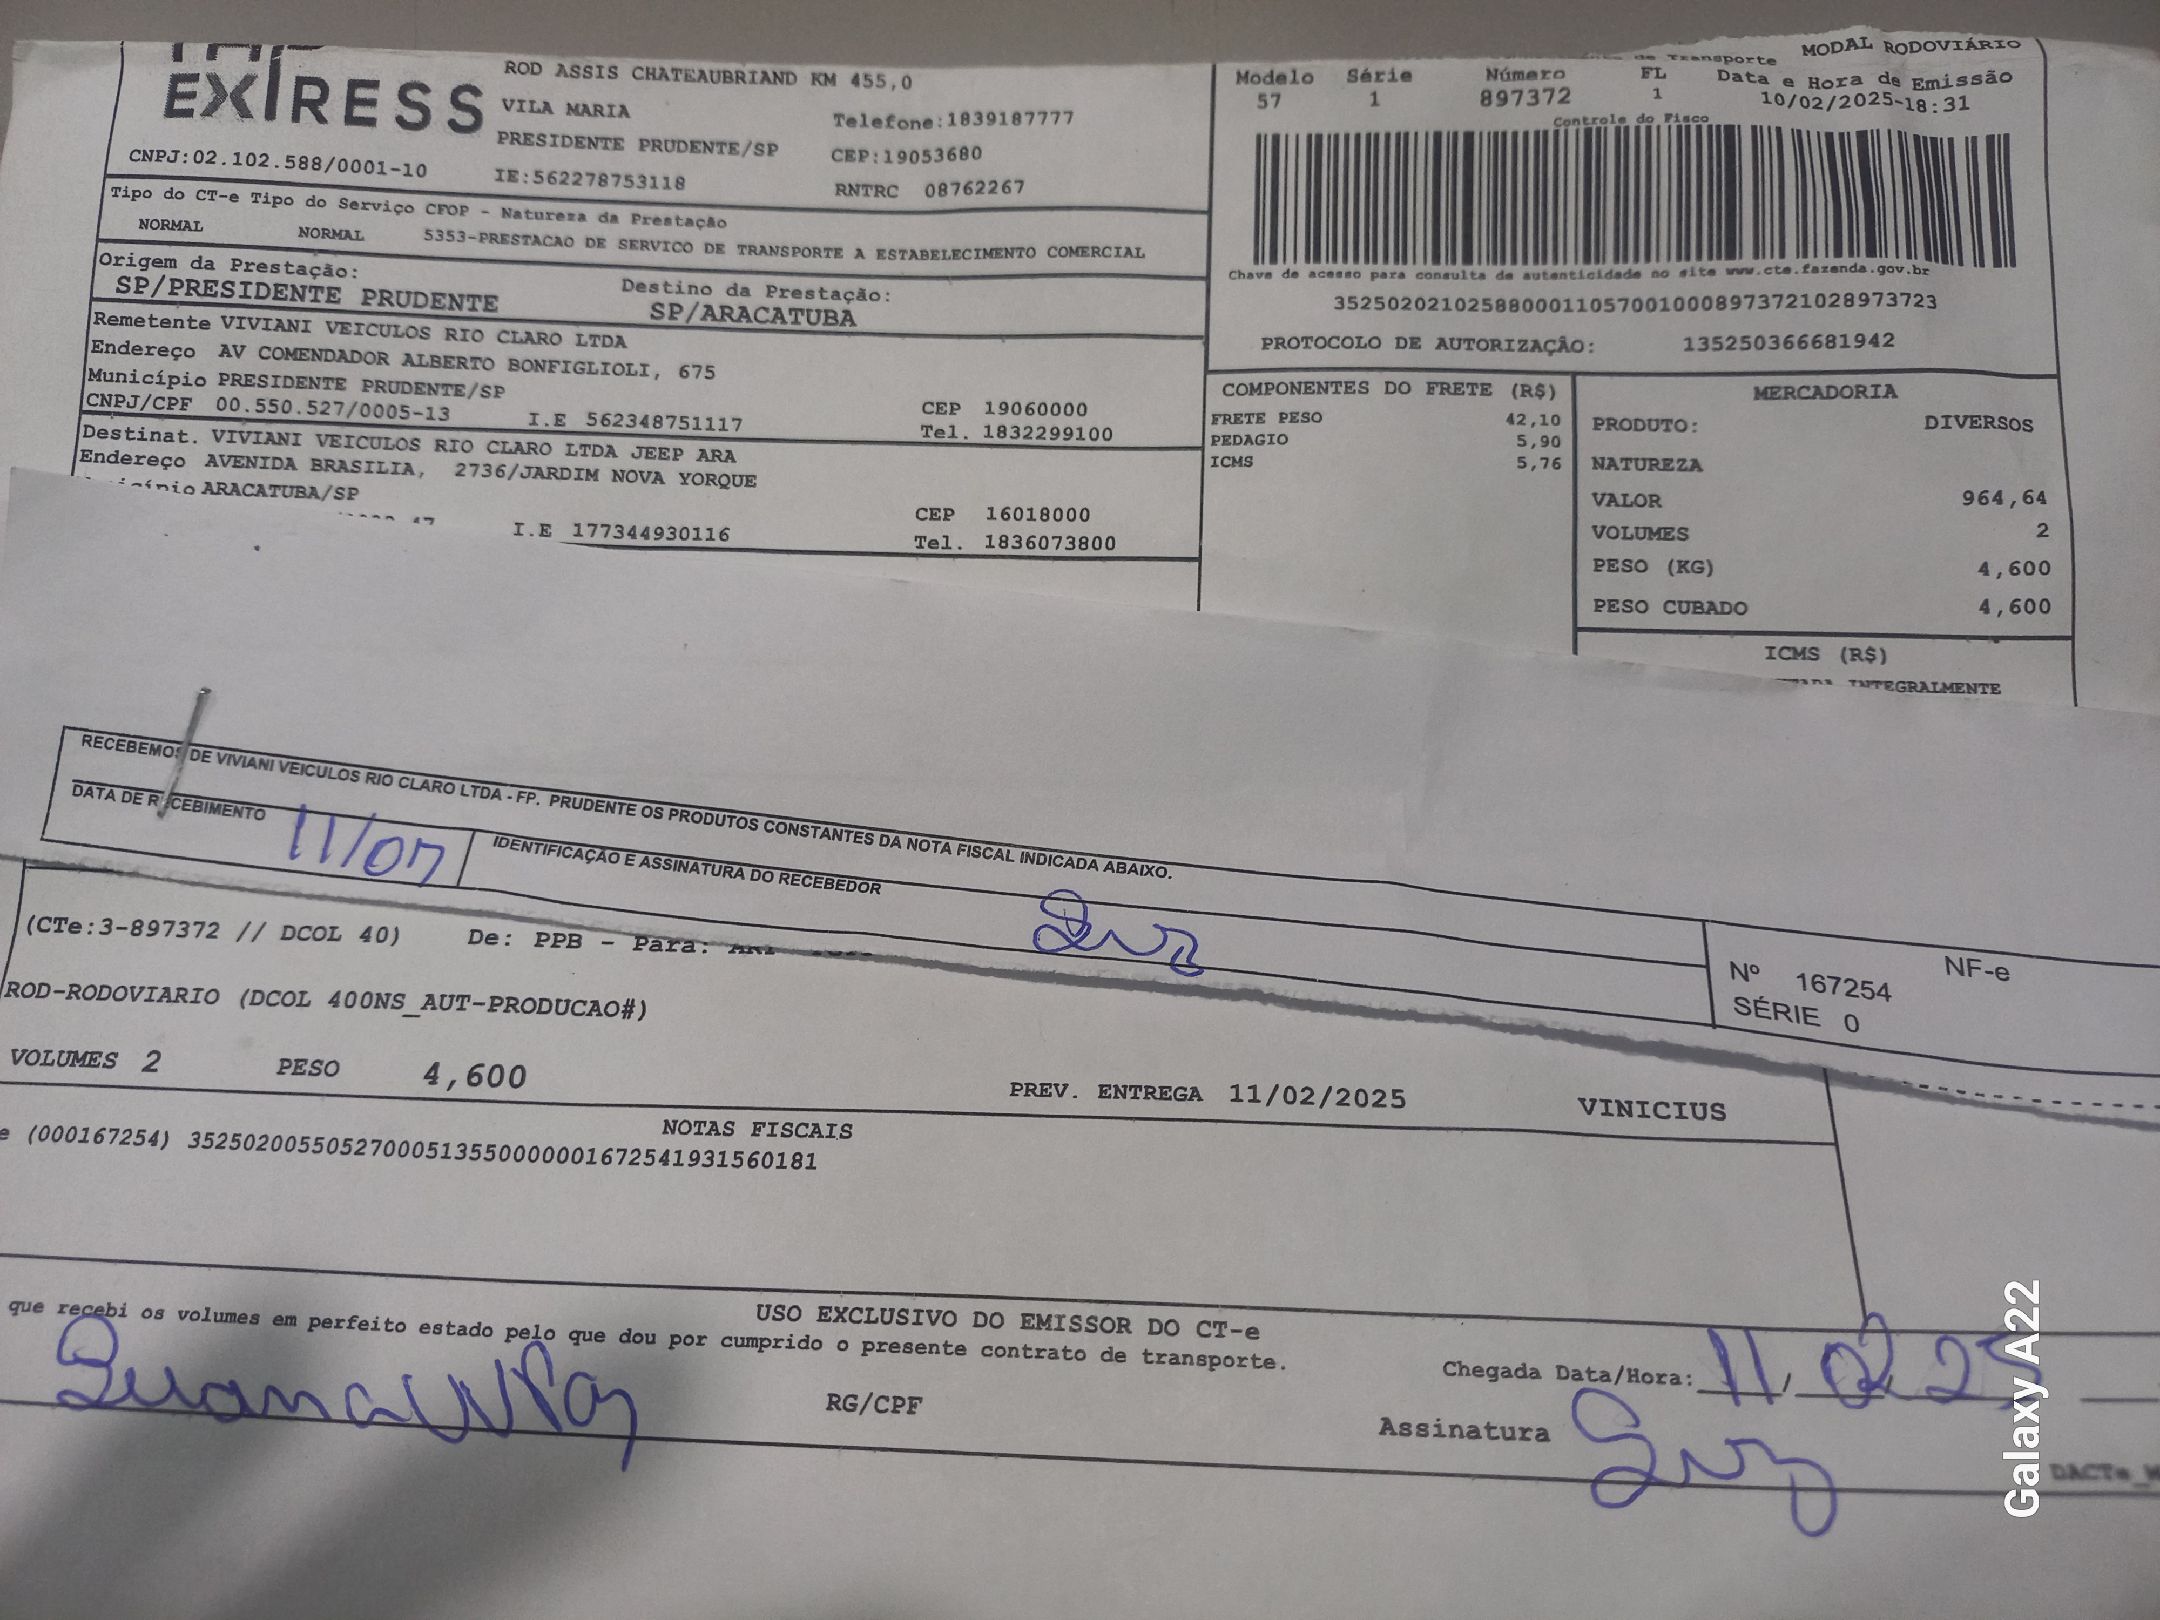 EXPRESS
ROD ASSIS CHATEAUBRIAND KM 455,0
VILA MARIA
Telefone:1839187777
PRESIDENTE PRUDENTE/SP
CEP:19053680
CNPJ:02.102.588/0001-10
IE:562278753118
RNTRC 08762267
Tipo do CT-e Tipo do Serviço CFOP - Natureza da Prestação
NORMAL NORMAL 5353-PRESTACAO DE SERVICO DE TRANSPORTE A ESTABELECIMENTO COMERCIAL
Origem da Prestação:
SP/PRESIDENTE PRUDENTE
Destino da Prestação:
SP/ARACATUBA
Remetente VIVIANI VEICULOS RIO CLARO LTDA
Endereço AV COMENDADOR ALBERTO BONFIGLIOLI, 675
Município PRESIDENTE PRUDENTE/SP
CEP 19060000
CNPJ/CPF 00.550.527/0005-13 I.E 562348751117
Tel. 1832299100
Destinat. VIVIANI VEICULOS RIO CLARO LTDA JEEP ARA
Endereço AVENIDA BRASILIA, 2736/JARDIM NOVA YORQUE
ARACATUBA/SP
CEP 16018000
I.E 177344930116
Tel. 1836073800
de Transporte
MODAL RODOVIÁRIO
Modelo Série Número FL Data e Hora de Emissão
57 1 897372 1 10/02/2025-18:31
Controle do Fisco
Chave de acesso para consulta de autenticidade no site www.cte.fazenda.gov.br
35250202102588000110570010008973721028973723
PROTOCOLO DE AUTORIZAÇÃO: 135250366681942
COMPONENTES DO FRETE (R$)
FRETE PESO 42,10
PEDAGIO 5,90
ICMS 5,76
MERCADORIA
PRODUTO: DIVERSOS
NATUREZA
VALOR 964,64
VOLUMES 2
PESO (KG) 4,600
PESO CUBADO 4,600
ICMS (R$)
INTEGRALMENTE
RECEBEMOS DE VIVIANI VEICULOS RIO CLARO LTDA - FP. PRUDENTE OS PRODUTOS CONSTANTES DA NOTA FISCAL INDICADA ABAIXO.
DATA DE RECEBIMENTO
IDENTIFICAÇÃO E ASSINATURA DO RECEBEDOR
NF-e
Nº 167254
SÉRIE 0
(CTe:3-897372 // DCOL 40) De: PPB - Para:
ROD-RODOVIARIO (DCOL 400NS_AUT-PRODUCAO#)
VOLUMES 2 PESO 4,600
PREV. ENTREGA 11/02/2025 VINICIUS
NOTAS FISCAIS
e (000167254) 35250200550527000513550000001672541931560181
USO EXCLUSIVO DO EMISSOR DO CT-e
que recebi os volumes em perfeito estado pelo que dou por cumprido o presente contrato de transporte.
Chegada Data/Hora: 11 / 02 25
RG/CPF
Assinatura
Galaxy A22